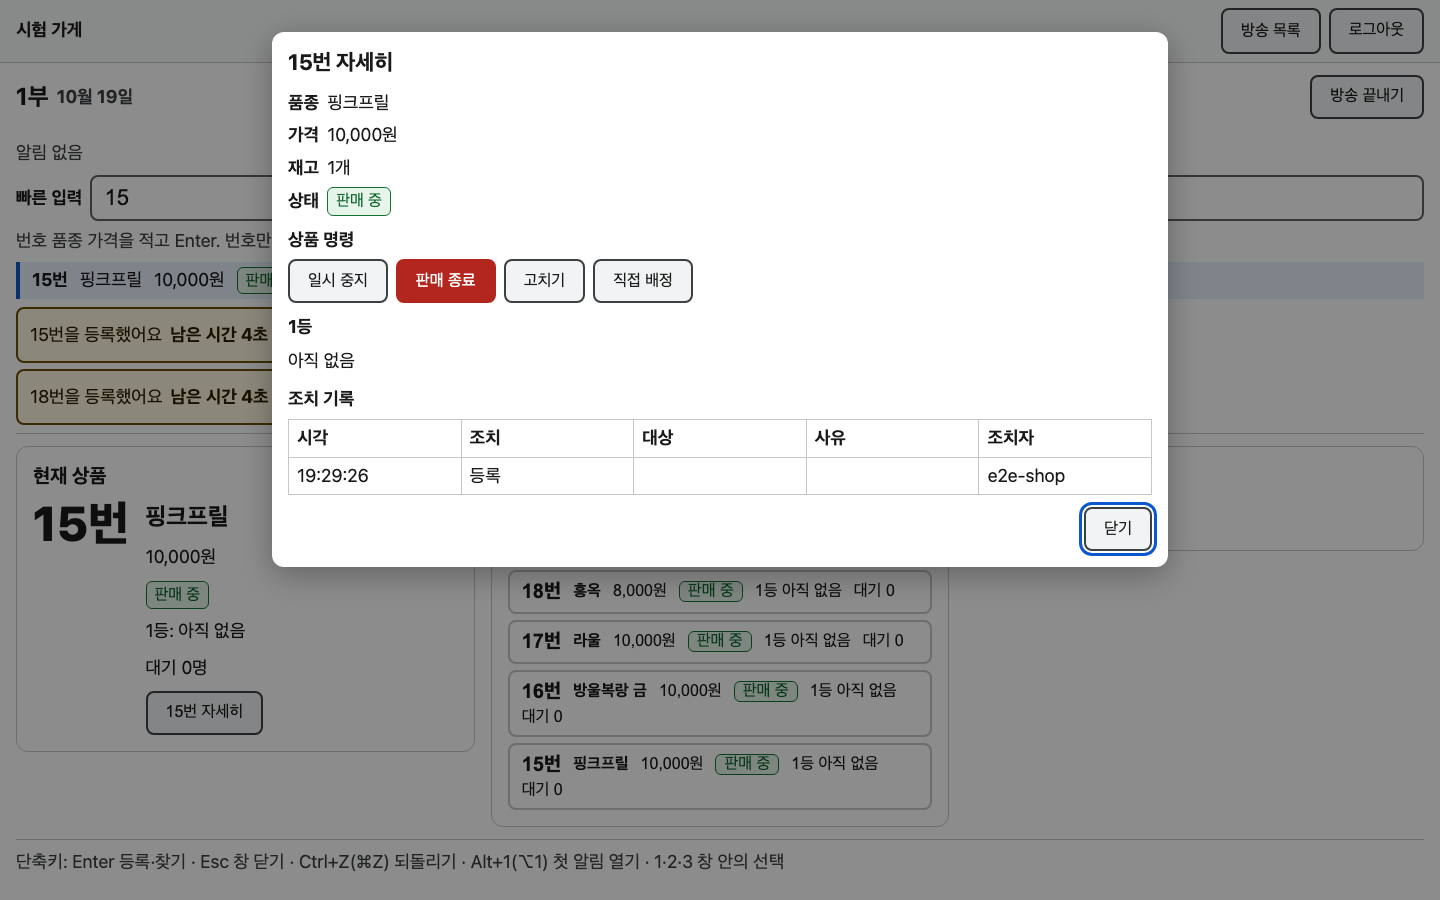 시험 가게
방송 목록
로그아웃
1부 10월 19일
방송 끝내기
알림 없음
빠른 입력 15
번호 품종 가격을 적고 Enter. 번호만
15번 핑크프릴 10,000원
15번을 등록했어요 남은 시간 4초
18번을 등록했어요 남은 시간 4초
15번 자세히
품종 핑크프릴
가격 10,000원
재고 1개
상태 판매 중
상품 명령
일시 중지 판매 종료 고치기 직접 배정
1등
아직 없음
조치 기록
시각 조치 대상 사유 조치자
19:29:26 등록 e2e-shop
닫기
현재 상품
15번 핑크프릴
10,000원
판매 중
1등: 아직 없음
대기 0명
15번 자세히
18번 홍옥 8,000원 판매 중 1등 아직 없음 대기 0
17번 라울 10,000원 판매 중 1등 아직 없음 대기 0
16번 방울복랑 금 10,000원 판매 중 1등 아직 없음
대기 0
15번 핑크프릴 10,000원 판매 중 1등 아직 없음
대기 0
단축키: Enter 등록·찾기 · Esc 창 닫기 · Ctrl+Z(⌘Z) 되돌리기 · Alt+1(⌥1) 첫 알림 열기 · 1·2·3 창 안의 선택